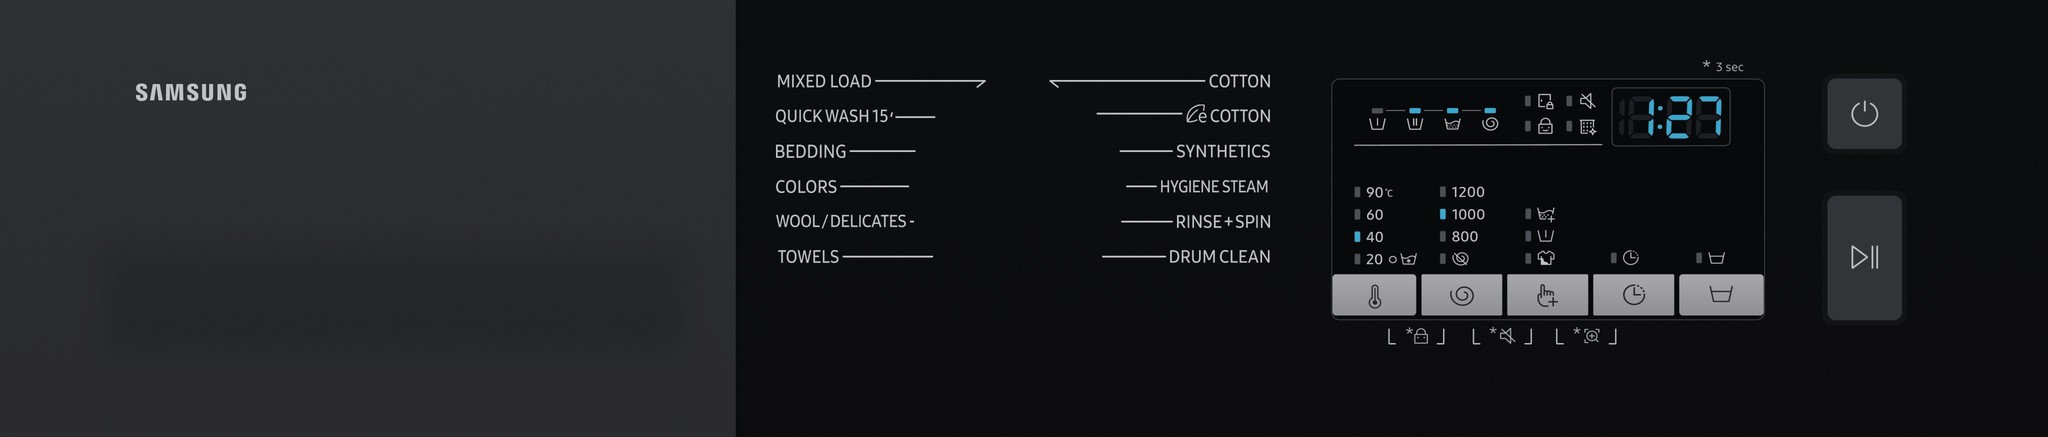 SAMSUNG
MIXED LOAD
QUICK WASH 15'
BEDDING
COLORS
WOOL/DELICATES
TOWELS
COTTON
e COTTON
SYNTHETICS
HYGIENE STEAM
RINSE+SPIN
DRUM CLEAN
* 3 sec
1:27
90℃
60
40
20
1200
1000
800
*
*
*